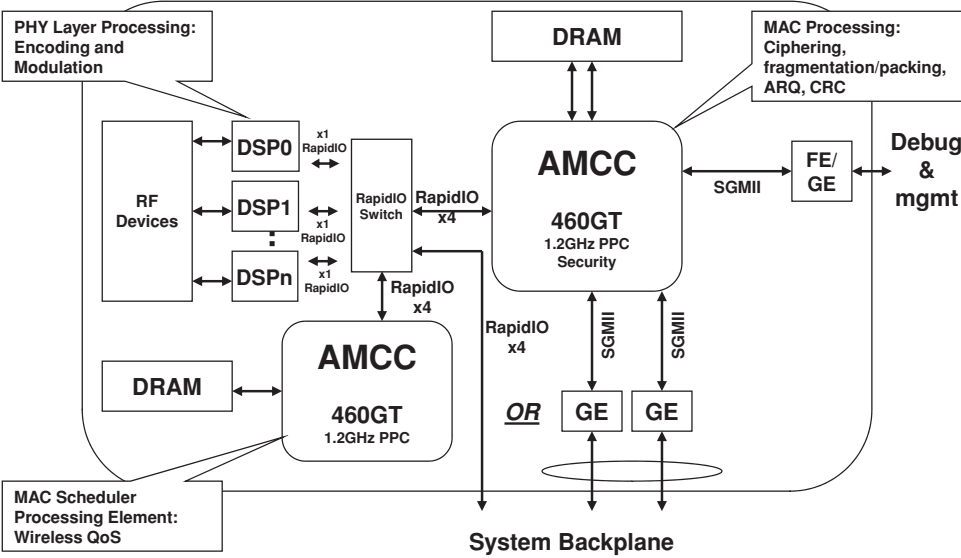 PHY Layer Processing:
Encoding and
Modulation
DRAM
MAC Processing:
Ciphering,
fragmentation/packing,
ARQ, CRC
RF
Devices
DSP0
x1
RapidIO
DSP1
x1
RapidIO
DSPn
x1
RapidIO
RapidIO
Switch
RapidIO
x4
AMCC
460GT
1.2GHz PPC
Security
SGMII
FE/
GE
Debug
&
mgmt
RapidIO
x4
RapidIO
x4
SGMII
SGMII
DRAM
AMCC
460GT
1.2GHz PPC
OR
GE
GE
MAC Scheduler
Processing Element:
Wireless QoS
System Backplane